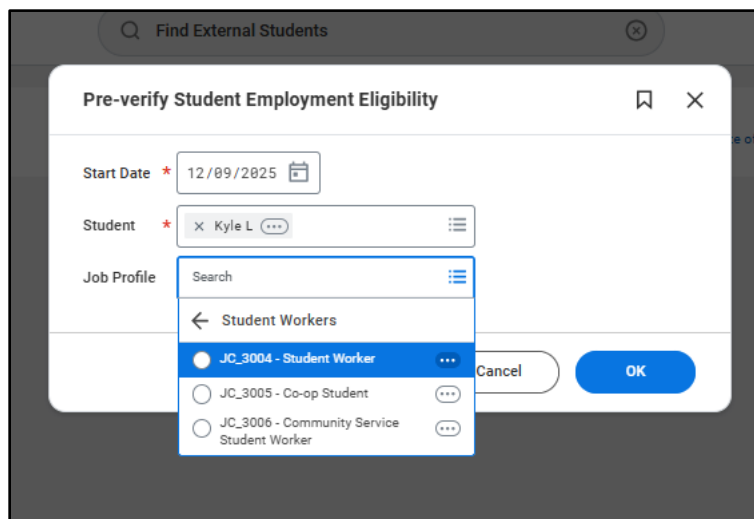 Find External Students
Pre-verify Student Employment Eligibility
Start Date * 12/09/2025
Student * × Kyle L
Job Profile Search
Student Workers
JC_3004 - Student Worker
JC_3005 - Co-op Student
JC_3006 - Community Service
Student Worker
Cancel OK